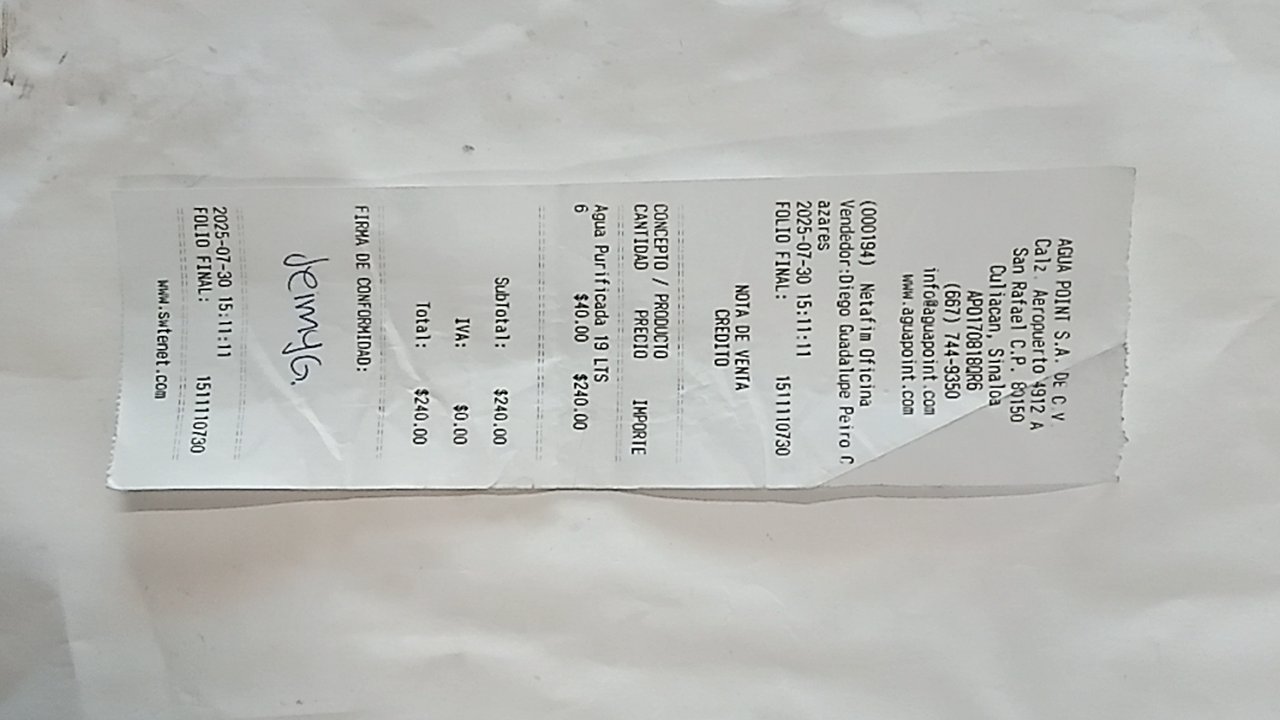 AGUA POINT S.A. DE C.V.
Calz. Aeropuerto 4912 A
San Rafael C.P. 80150
Culiacan, Sinaloa
APO170818QR6
(667) 744-9350
info@aguapoint.com
www.aguapoint.com
(000194) Netafim Oficina
Vendedor:Diego Guadalupe Peiro C
azares
2025-07-30 15:11:11
FOLIO FINAL: 1511110730
NOTA DE VENTA
CREDITO
CONCEPTO / PRODUCTO
CANTIDAD PRECIO IMPORTE
Agua Purificada 19 LTS
6 $40.00 $240.00
SubTotal: $240.00
IVA: $0.00
Total: $240.00
FIRMA DE CONFORMIDAD:
JeimyG.
2025-07-30 15:11:11
FOLIO FINAL: 1511110730
www.swtenet.com